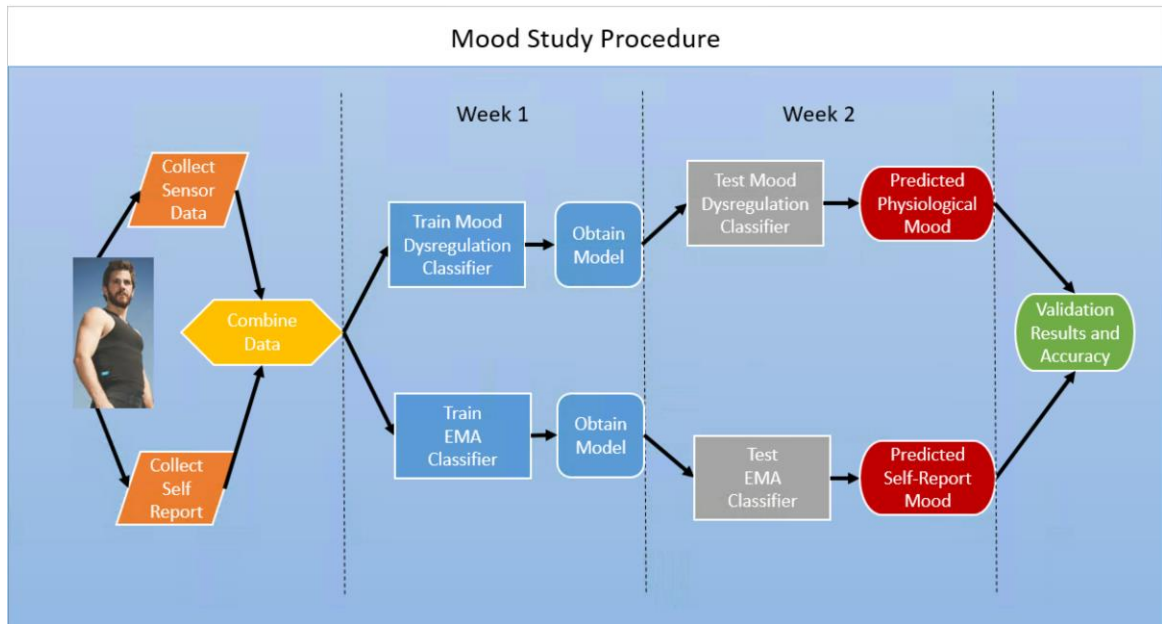 Mood Study Procedure
Week 1
Week 2
Collect
Sensor
Data
Combine
Data
Collect
Self
Report
Train Mood
Dysregulation
Classifier
Obtain
Model
Train
EMA
Classifier
Obtain
Model
Test Mood
Dysregulation
Classifier
Predicted
Physiological
Mood
Test
EMA
Classifier
Predicted
Self-Report
Mood
Validation
Results and
Accuracy